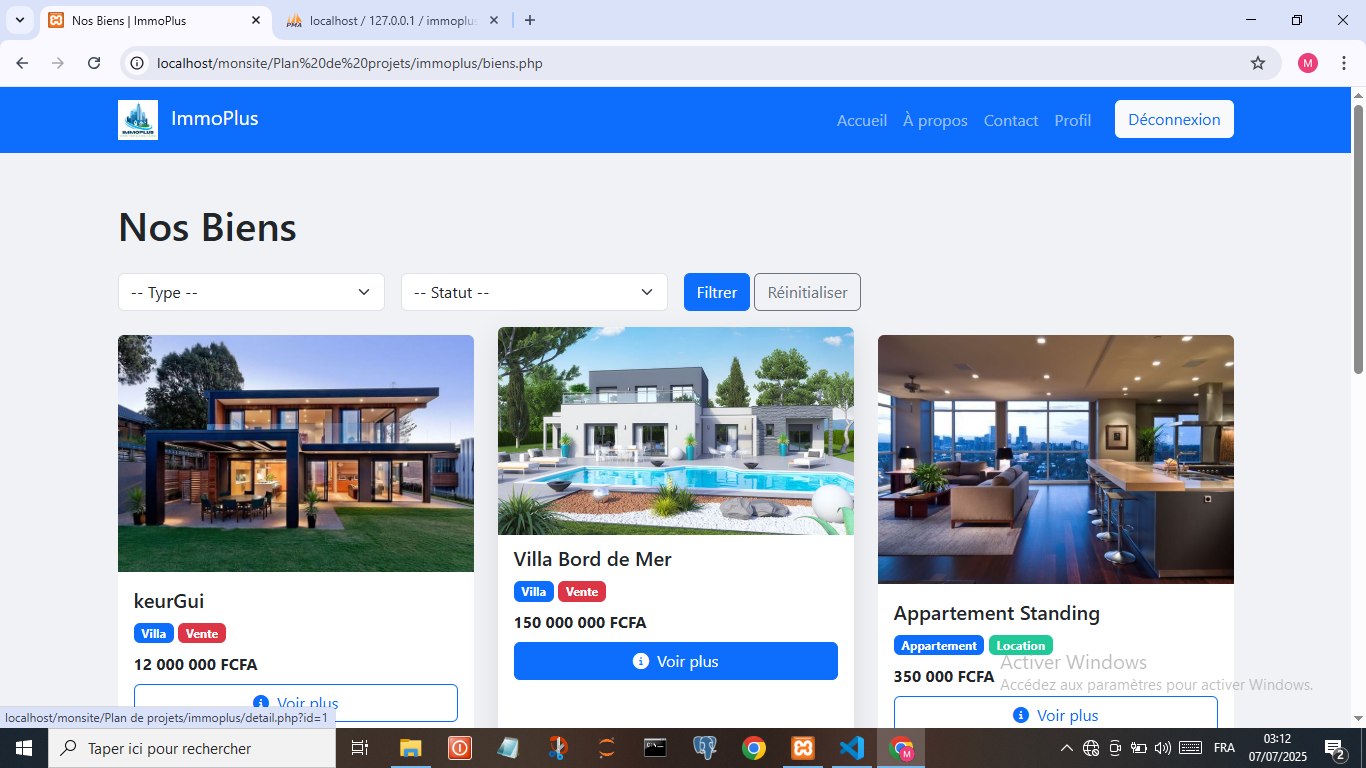 Nos Biens | ImmoPlus
localhost / 127.0.0.1 / immoplus
localhost/monsite/Plan%20de%20projets/immoplus/biens.php
M
IMMOPLUS
ImmoPlus
Accueil
À propos
Contact
Profil
Déconnexion
Nos Biens
-- Type --
-- Statut --
Filtrer
Réinitialiser
keurGui
Villa Vente
12 000 000 FCFA
Voir plus
Villa Bord de Mer
Villa Vente
150 000 000 FCFA
Voir plus
Appartement Standing
Appartement Location
350 000 FCFA
Voir plus
Activer Windows
Accédez aux paramètres pour activer Windows.
localhost/monsite/Plan de projets/immoplus/detail.php?id=1
Taper ici pour rechercher
FRA
03:12
07/07/2025
2